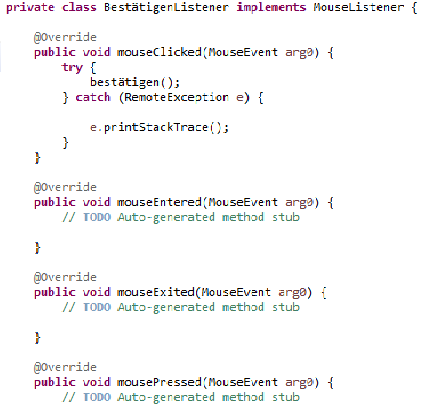 private class BestätigenListener implements MouseListener {
@Override
public void mouseClicked(MouseEvent arg0) {
try {
bestätigen();
} catch (RemoteException e) {
e.printStackTrace();
}
}
@Override
public void mouseEntered(MouseEvent arg0) {
// TODO Auto-generated method stub
}
@Override
public void mouseExited(MouseEvent arg0) {
// TODO Auto-generated method stub
}
@Override
public void mousePressed(MouseEvent arg0) {
// TODO Auto-generated method stub